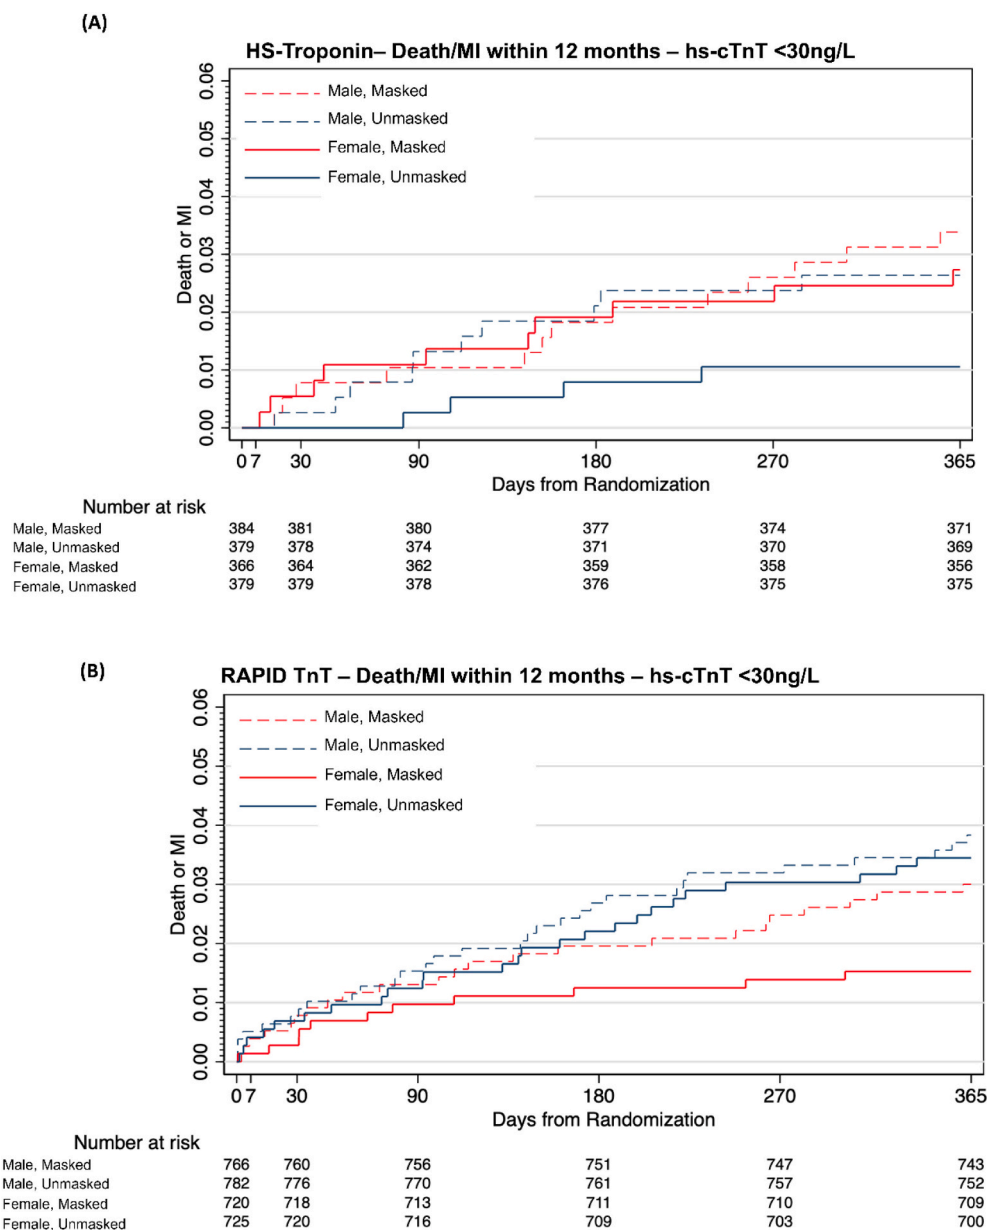 (A)
HS-Troponin– Death/MI within 12 months – hs-cTnT <30ng/L
Male, Masked
Male, Unmasked
Female, Masked
Female, Unmasked
Death or MI
0.06
0.05
0.04
0.03
0.02
0.01
0.00
0 7 30 90 180 270 365
Days from Randomization
Number at risk
Male, Masked 384 381 380 377 374 371
Male, Unmasked 379 378 374 371 370 369
Female, Masked 366 364 362 359 358 356
Female, Unmasked 379 379 378 376 375 375
(B)
RAPID TnT – Death/MI within 12 months – hs-cTnT <30ng/L
Male, Masked
Male, Unmasked
Female, Masked
Female, Unmasked
Death or MI
0.06
0.05
0.04
0.03
0.02
0.01
0.00
0 7 30 90 180 270 365
Days from Randomization
Number at risk
Male, Masked 766 760 756 751 747 743
Male, Unmasked 782 776 770 761 757 752
Female, Masked 720 718 713 711 710 709
Female, Unmasked 725 720 716 709 703 700